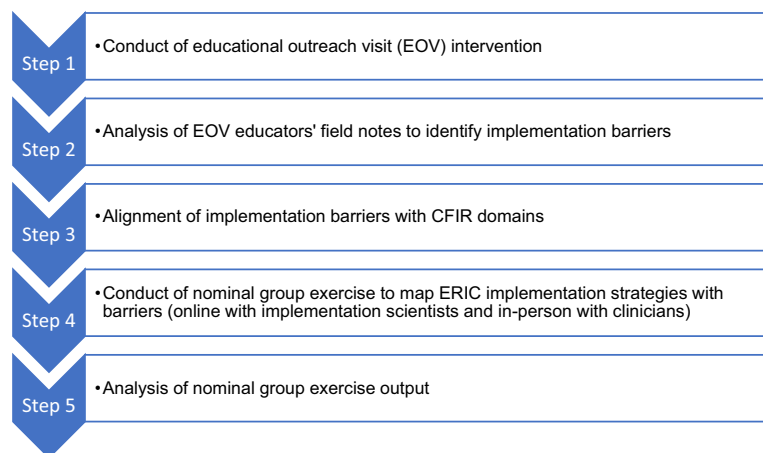 Step 1
•Conduct of educational outreach visit (EOV) intervention
Step 2
•Analysis of EOV educators' field notes to identify implementation barriers
Step 3
•Alignment of implementation barriers with CFIR domains
Step 4
•Conduct of nominal group exercise to map ERIC implementation strategies with
barriers (online with implementation scientists and in-person with clinicians)
Step 5
•Analysis of nominal group exercise output